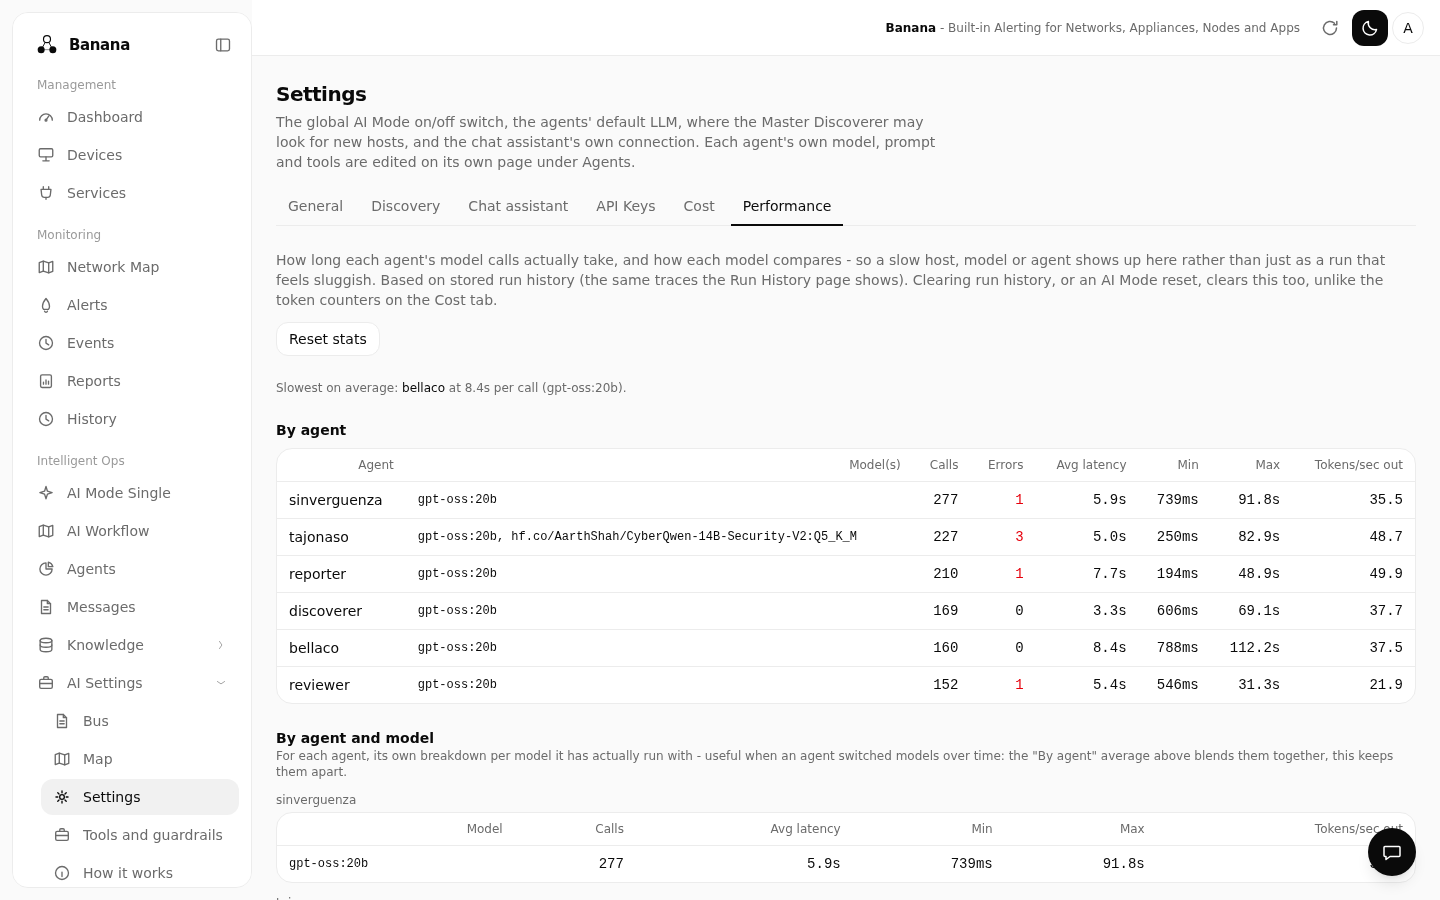 Banana
Management
Dashboard
Devices
Services
Monitoring
Network Map
Alerts
Events
Reports
History
Intelligent Ops
AI Mode Single
AI Workflow
Agents
Messages
Knowledge
AI Settings
Bus
Map
Settings
Tools and guardrails
How it works
Banana - Built-in Alerting for Networks, Appliances, Nodes and Apps
A
Settings
The global AI Mode on/off switch, the agents' default LLM, where the Master Discoverer may
look for new hosts, and the chat assistant's own connection. Each agent's own model, prompt
and tools are edited on its own page under Agents.
General Discovery Chat assistant API Keys Cost Performance
How long each agent's model calls actually take, and how each model compares - so a slow host, model or agent shows up here rather than just as a run that
feels sluggish. Based on stored run history (the same traces the Run History page shows). Clearing run history, or an AI Mode reset, clears this too, unlike the
token counters on the Cost tab.
Reset stats
Slowest on average: bellaco at 8.4s per call (gpt-oss:20b).
By agent
Agent Model(s) Calls Errors Avg latency Min Max Tokens/sec out
sinverguenza gpt-oss:20b 277 1 5.9s 739ms 91.8s 35.5
tajonaso gpt-oss:20b, hf.co/AarthShah/CyberQwen-14B-Security-V2:Q5_K_M 227 3 5.0s 250ms 82.9s 48.7
reporter gpt-oss:20b 210 1 7.7s 194ms 48.9s 49.9
discoverer gpt-oss:20b 169 0 3.3s 606ms 69.1s 37.7
bellaco gpt-oss:20b 160 0 8.4s 788ms 112.2s 37.5
reviewer gpt-oss:20b 152 1 5.4s 546ms 31.3s 21.9
By agent and model
For each agent, its own breakdown per model it has actually run with - useful when an agent switched models over time: the "By agent" average above blends them together, this keeps
them apart.
sinverguenza
Model Calls Avg latency Min Max Tokens/sec out
gpt-oss:20b 277 5.9s 739ms 91.8s